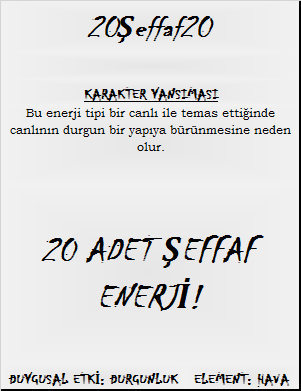 20Şeffaf20
KARAKTER YANSIMASI
Bu enerji tipi bir canlı ile temas ettiğinde
canlının durgun bir yapıya bürünmesine neden
olur.
20 ADET ŞEFFAF
ENERJİ!
DUYGUSAL ETKİ: DURGUNLUK ELEMENT: HAVA